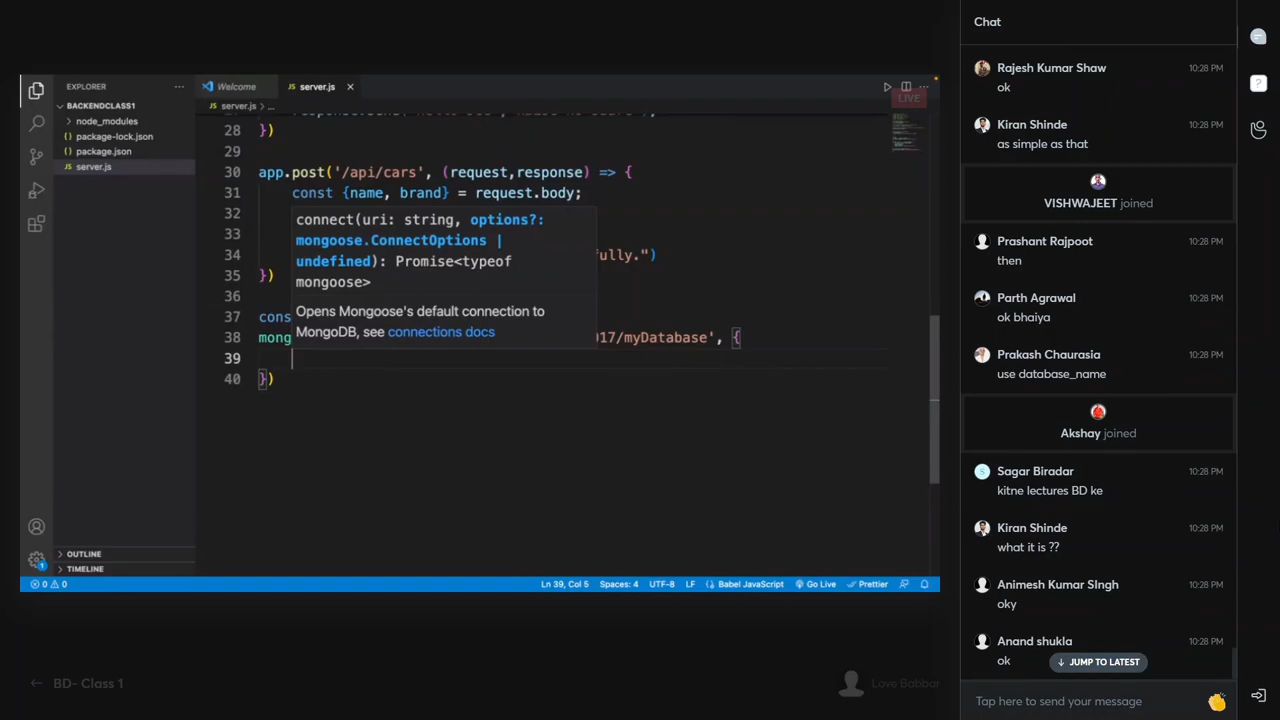 EXPLORER
BACKENDCLASS1
node_modules
package-lock.json
package.json
server.js
OUTLINE
TIMELINE
Welcome
server.js
server.js > ...
LIVE
28 })
29
30 app.post('/api/cars', (request,response) => {
31 const {name, brand} = request.body;
32
33
34 fully.")
35 })
36
37 cons
38 mong 017/myDatabase', {
39
40 })
connect(uri: string, options?:
mongoose.ConnectOptions |
undefined): Promise<typeof
mongoose>
Opens Mongoose's default connection to
MongoDB, see connections docs
0 0 Ln 39, Col 5 Spaces: 4 UTF-8 LF Babel JavaScript Go Live Prettier
BD- Class 1
Love Babbar
Chat
Rajesh Kumar Shaw 10:28 PM
ok
Kiran Shinde 10:28 PM
as simple as that
VISHWAJEET joined
Prashant Rajpoot 10:28 PM
then
Parth Agrawal 10:28 PM
ok bhaiya
Prakash Chaurasia 10:28 PM
use database_name
Akshay joined
S Sagar Biradar 10:28 PM
kitne lectures BD ke
Kiran Shinde 10:28 PM
what it is ??
Animesh Kumar SIngh 10:28 PM
oky
Anand shukla 10:28 PM
ok
JUMP TO LATEST
Tap here to send your message